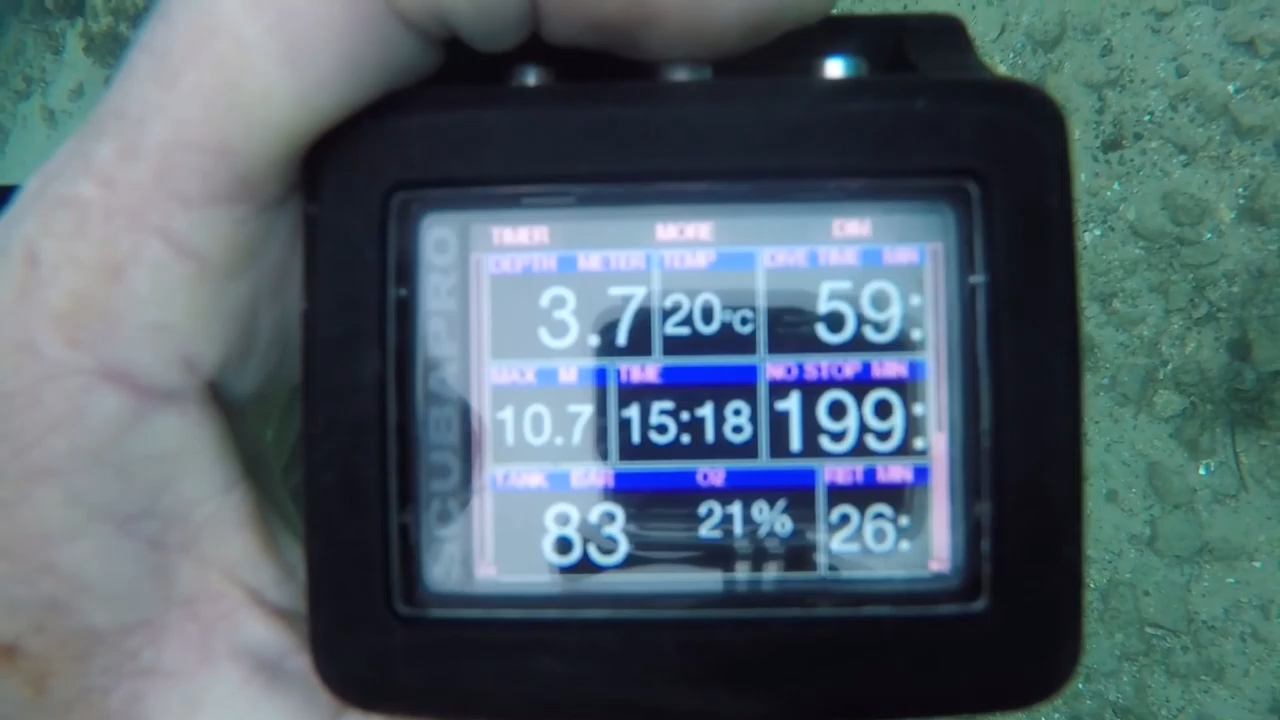 SCUBAPRO
TIMER MORE DIM
DEPTH METER TEMP DIVE TIME MIN
3.7 20°C 59:
MAX M TIME NO STOP MIN
10.7 15:18 199:
TANK BAR O2 RBT MIN
83 21% 26: